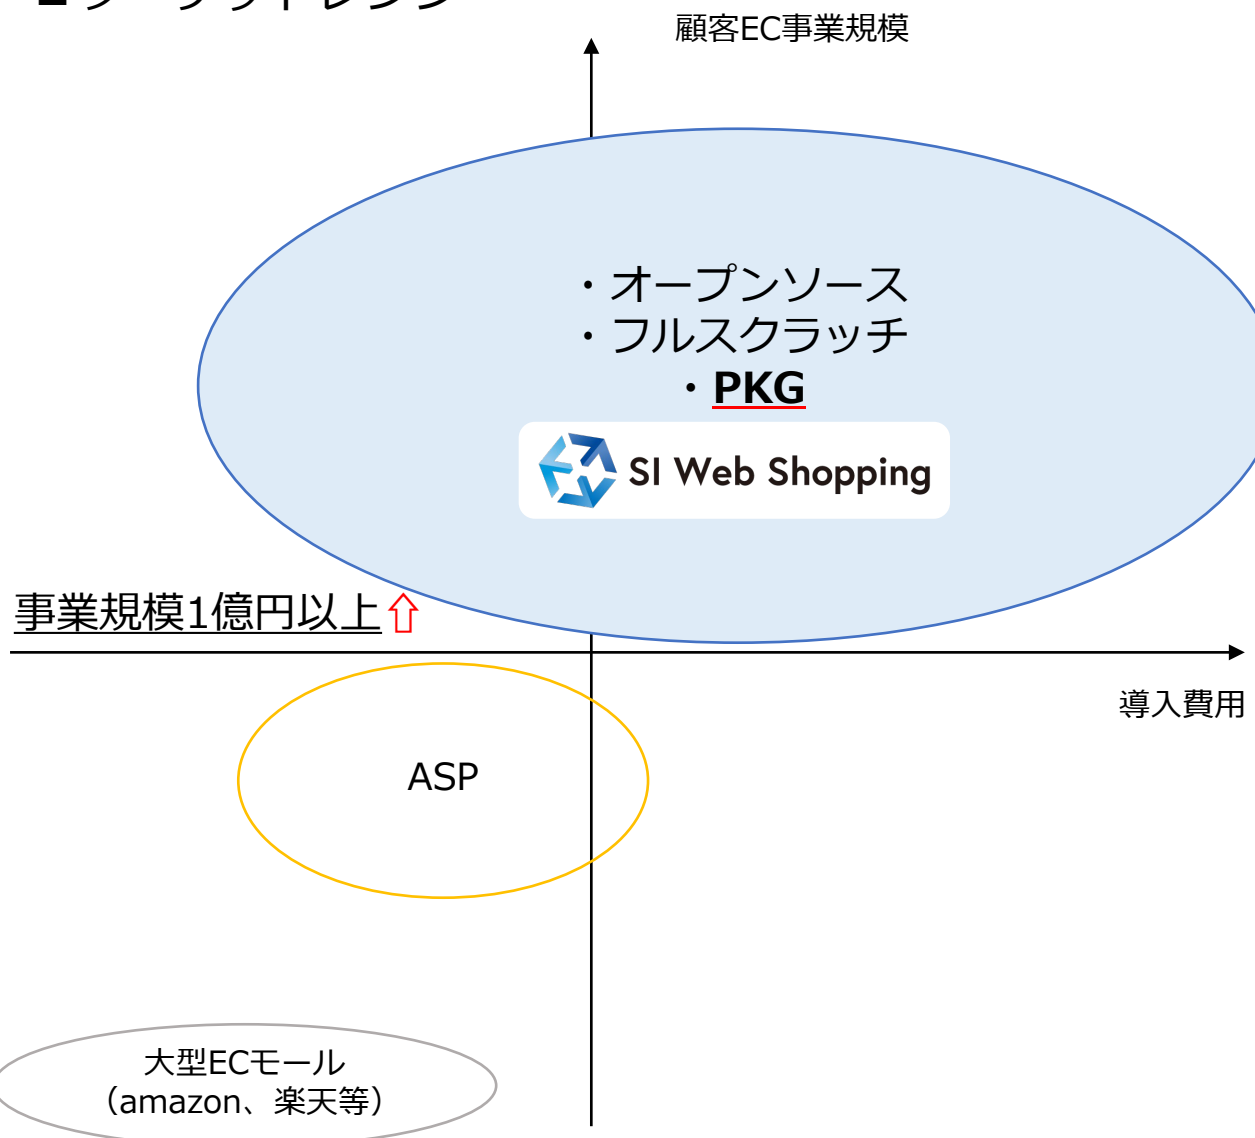 顧客EC事業規模
・オープンソース
・フルスクラッチ
・PKG
SI Web Shopping
事業規模1億円以上
導入費用
ASP
大型ECモール
（amazon、楽天等）